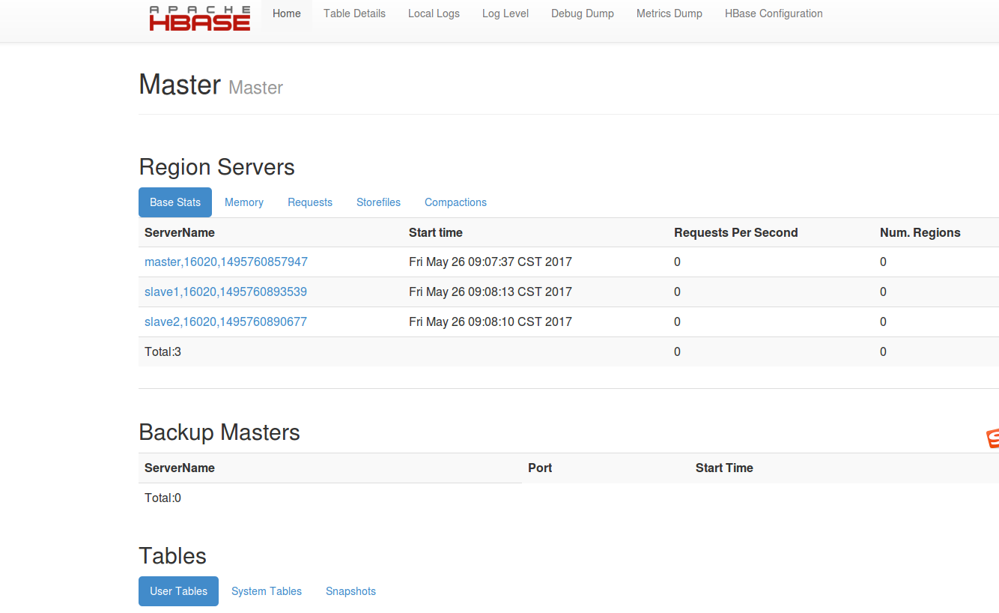 APACHE
HBASE
Home Table Details Local Logs Log Level Debug Dump Metrics Dump HBase Configuration
Master Master
Region Servers
Base Stats Memory Requests Storefiles Compactions
ServerName Start time Requests Per Second Num. Regions
master,16020,1495760857947 Fri May 26 09:07:37 CST 2017 0 0
slave1,16020,1495760893539 Fri May 26 09:08:13 CST 2017 0 0
slave2,16020,1495760890677 Fri May 26 09:08:10 CST 2017 0 0
Total:3 0 0
Backup Masters
ServerName Port Start Time
Total:0
Tables
User Tables System Tables Snapshots